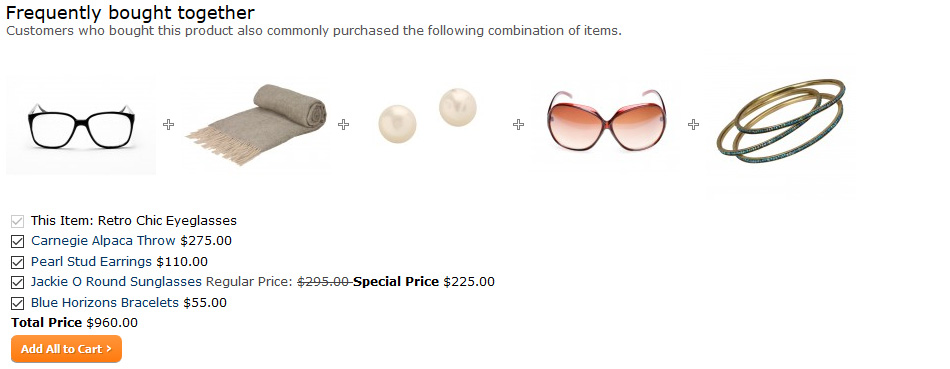 Frequently bought together
Customers who bought this product also commonly purchased the following combination of items.
This Item: Retro Chic Eyeglasses
Carnegie Alpaca Throw $275.00
Pearl Stud Earrings $110.00
Jackie O Round Sunglasses Regular Price: $295.00 Special Price $225.00
Blue Horizons Bracelets $55.00
Total Price $960.00
Add All to Cart ›